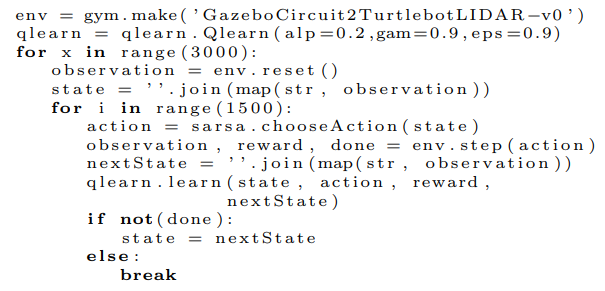 env = gym.make('GazeboCircuit2TurtlebotLIDAR−v0')
qlearn = qlearn.Qlearn(alp=0.2,gam=0.9,eps=0.9)
for x in range(3000):
    observation = env.reset()
    state = ''.join(map(str, observation))
    for i in range(1500):
        action = sarsa.chooseAction(state)
        observation, reward, done = env.step(action)
        nextState = ''.join(map(str, observation))
        qlearn.learn(state, action, reward,
                     nextState)
        if not(done):
            state = nextState
        else:
            break